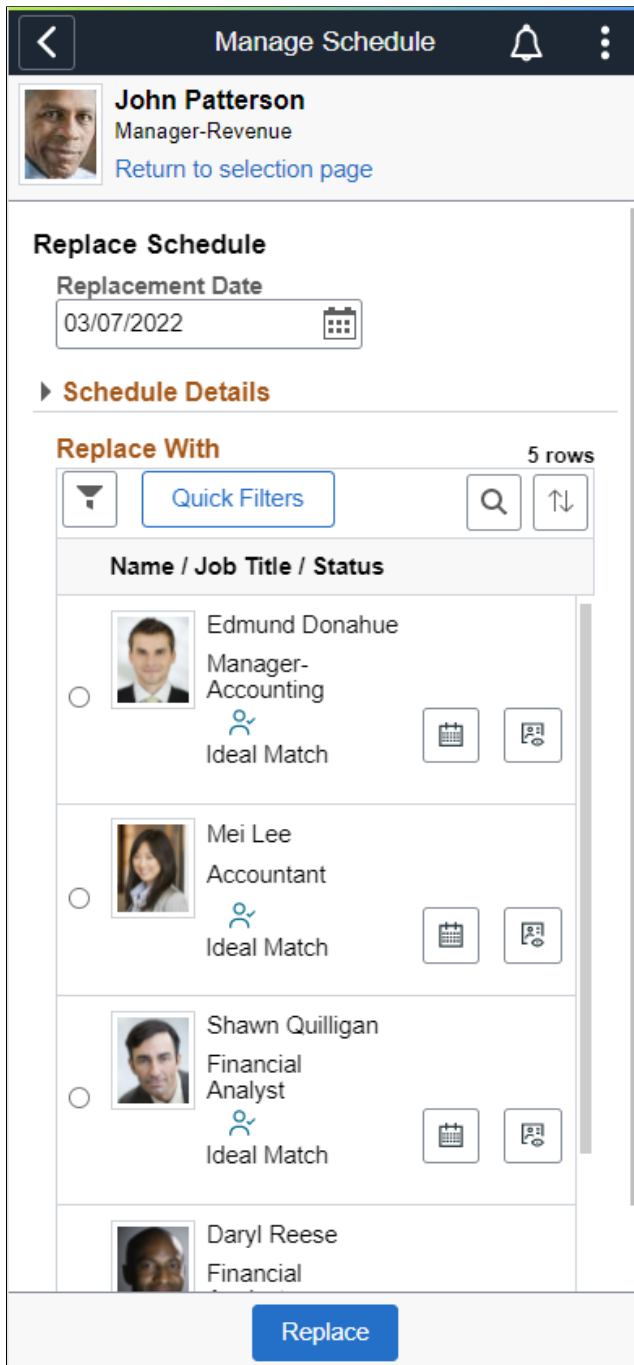 Manage Schedule
John Patterson
Manager-Revenue
Return to selection page
Replace Schedule
Replacement Date
03/07/2022
Schedule Details
Replace With
5 rows
Quick Filters
Name / Job Title / Status
Edmund Donahue
Manager-
Accounting
Ideal Match
Mei Lee
Accountant
Ideal Match
Shawn Quilligan
Financial
Analyst
Ideal Match
Daryl Reese
Financial
Replace